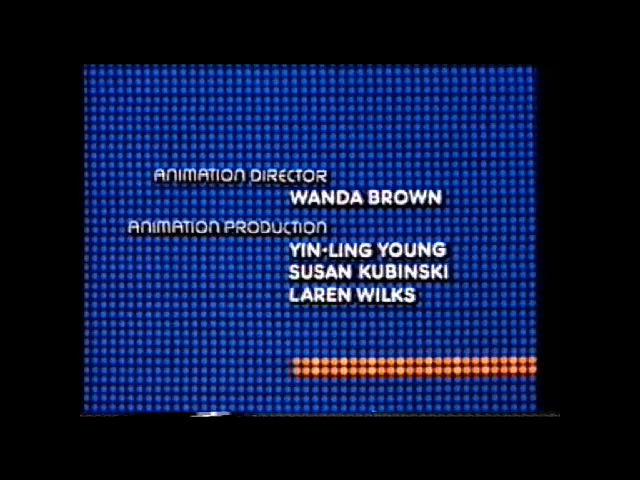 ANIMATION DIRECTOR
WANDA BROWN
ANIMATION PRODUCTION
YIN-LING YOUNG
SUSAN KUBINSKI
LAREN WILKS